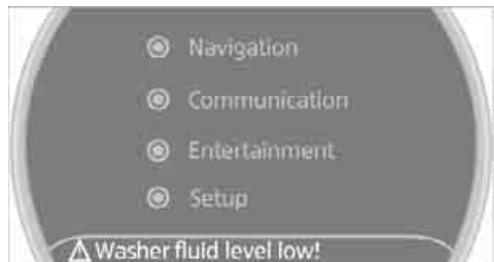 Navigation
Communication
Entertainment
Setup
Washer fluid level low!